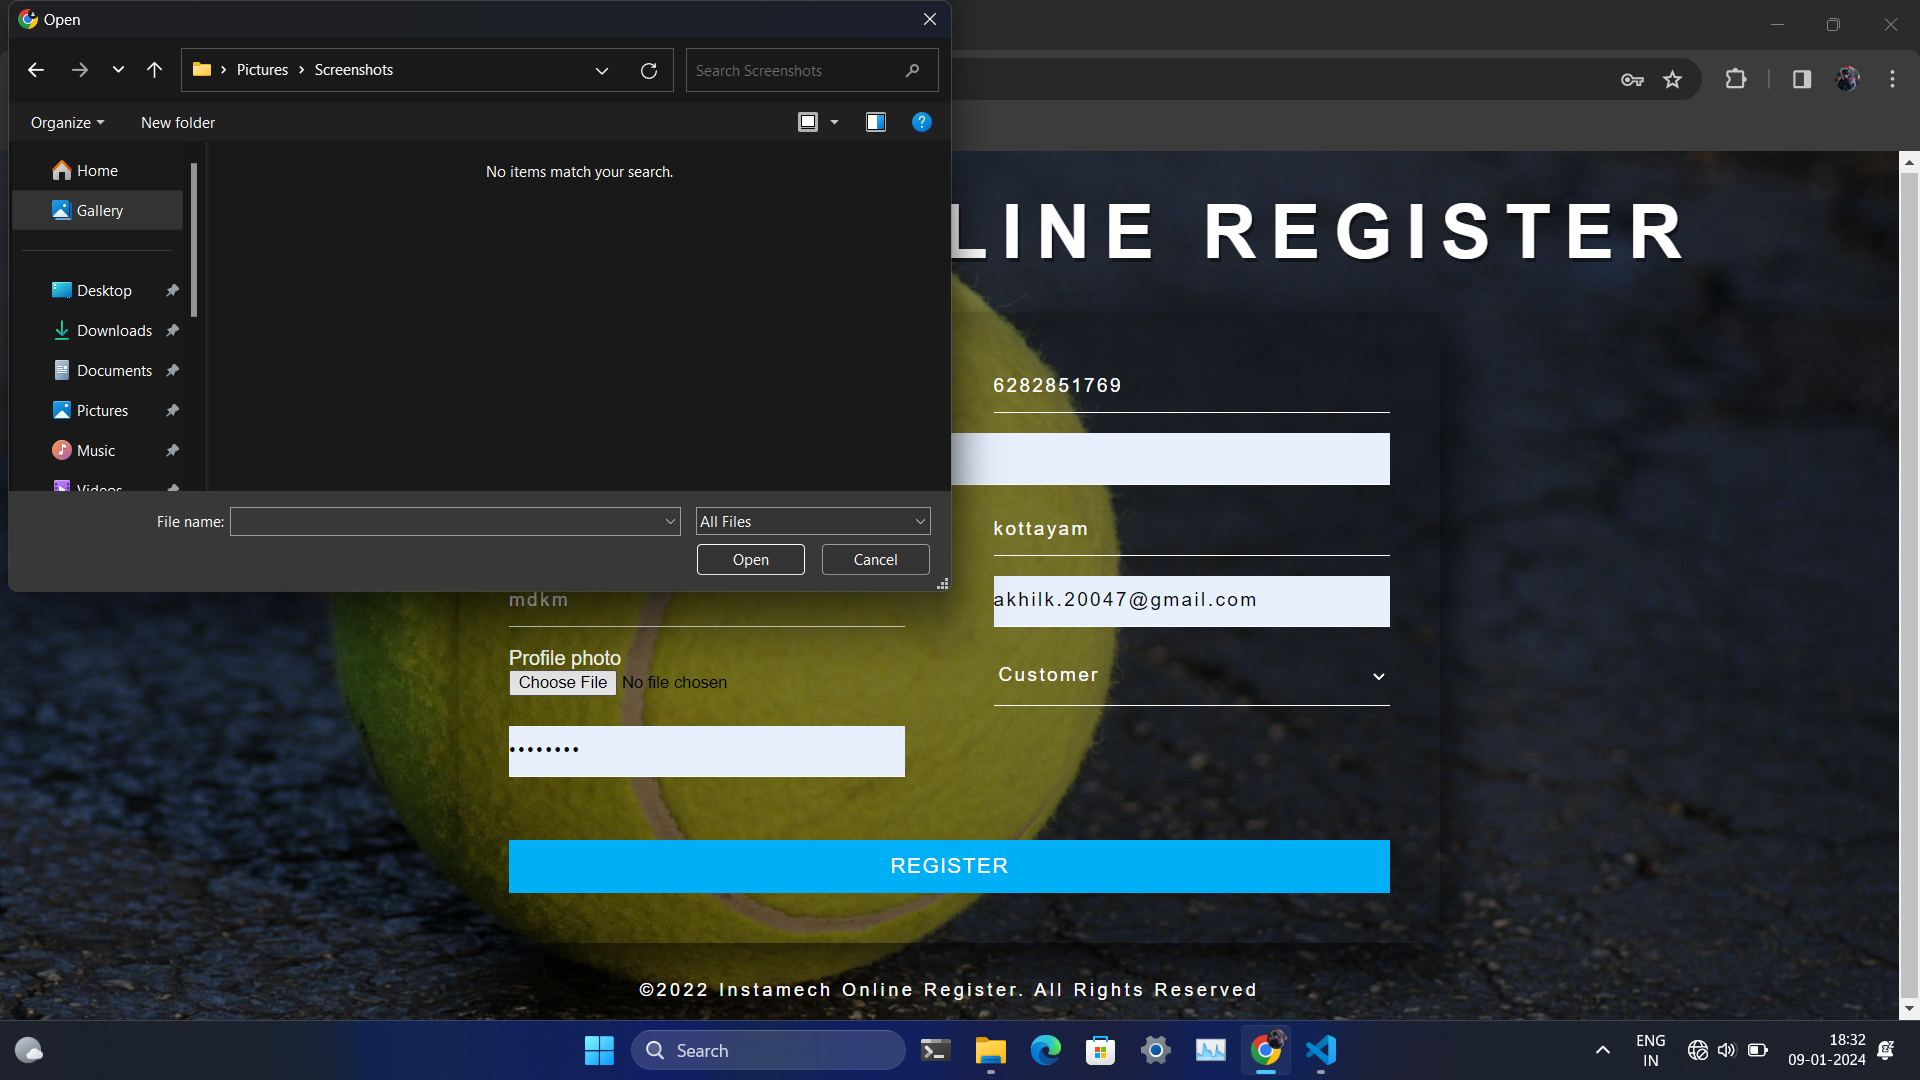 Open
Pictures > Screenshots
Search Screenshots
Organize
New folder
Home
Gallery
Desktop
Downloads
Documents
Pictures
Music
Videos
No items match your search.
File name:
All Files
Open
Cancel
LINE REGISTER
6282851769
kottayam
mdkm
akhilk.20047@gmail.com
Profile photo
Choose File No file chosen
Customer
••••••••
REGISTER
©2022 Instamech Online Register. All Rights Reserved
Search
ENG
IN
18:32
09-01-2024